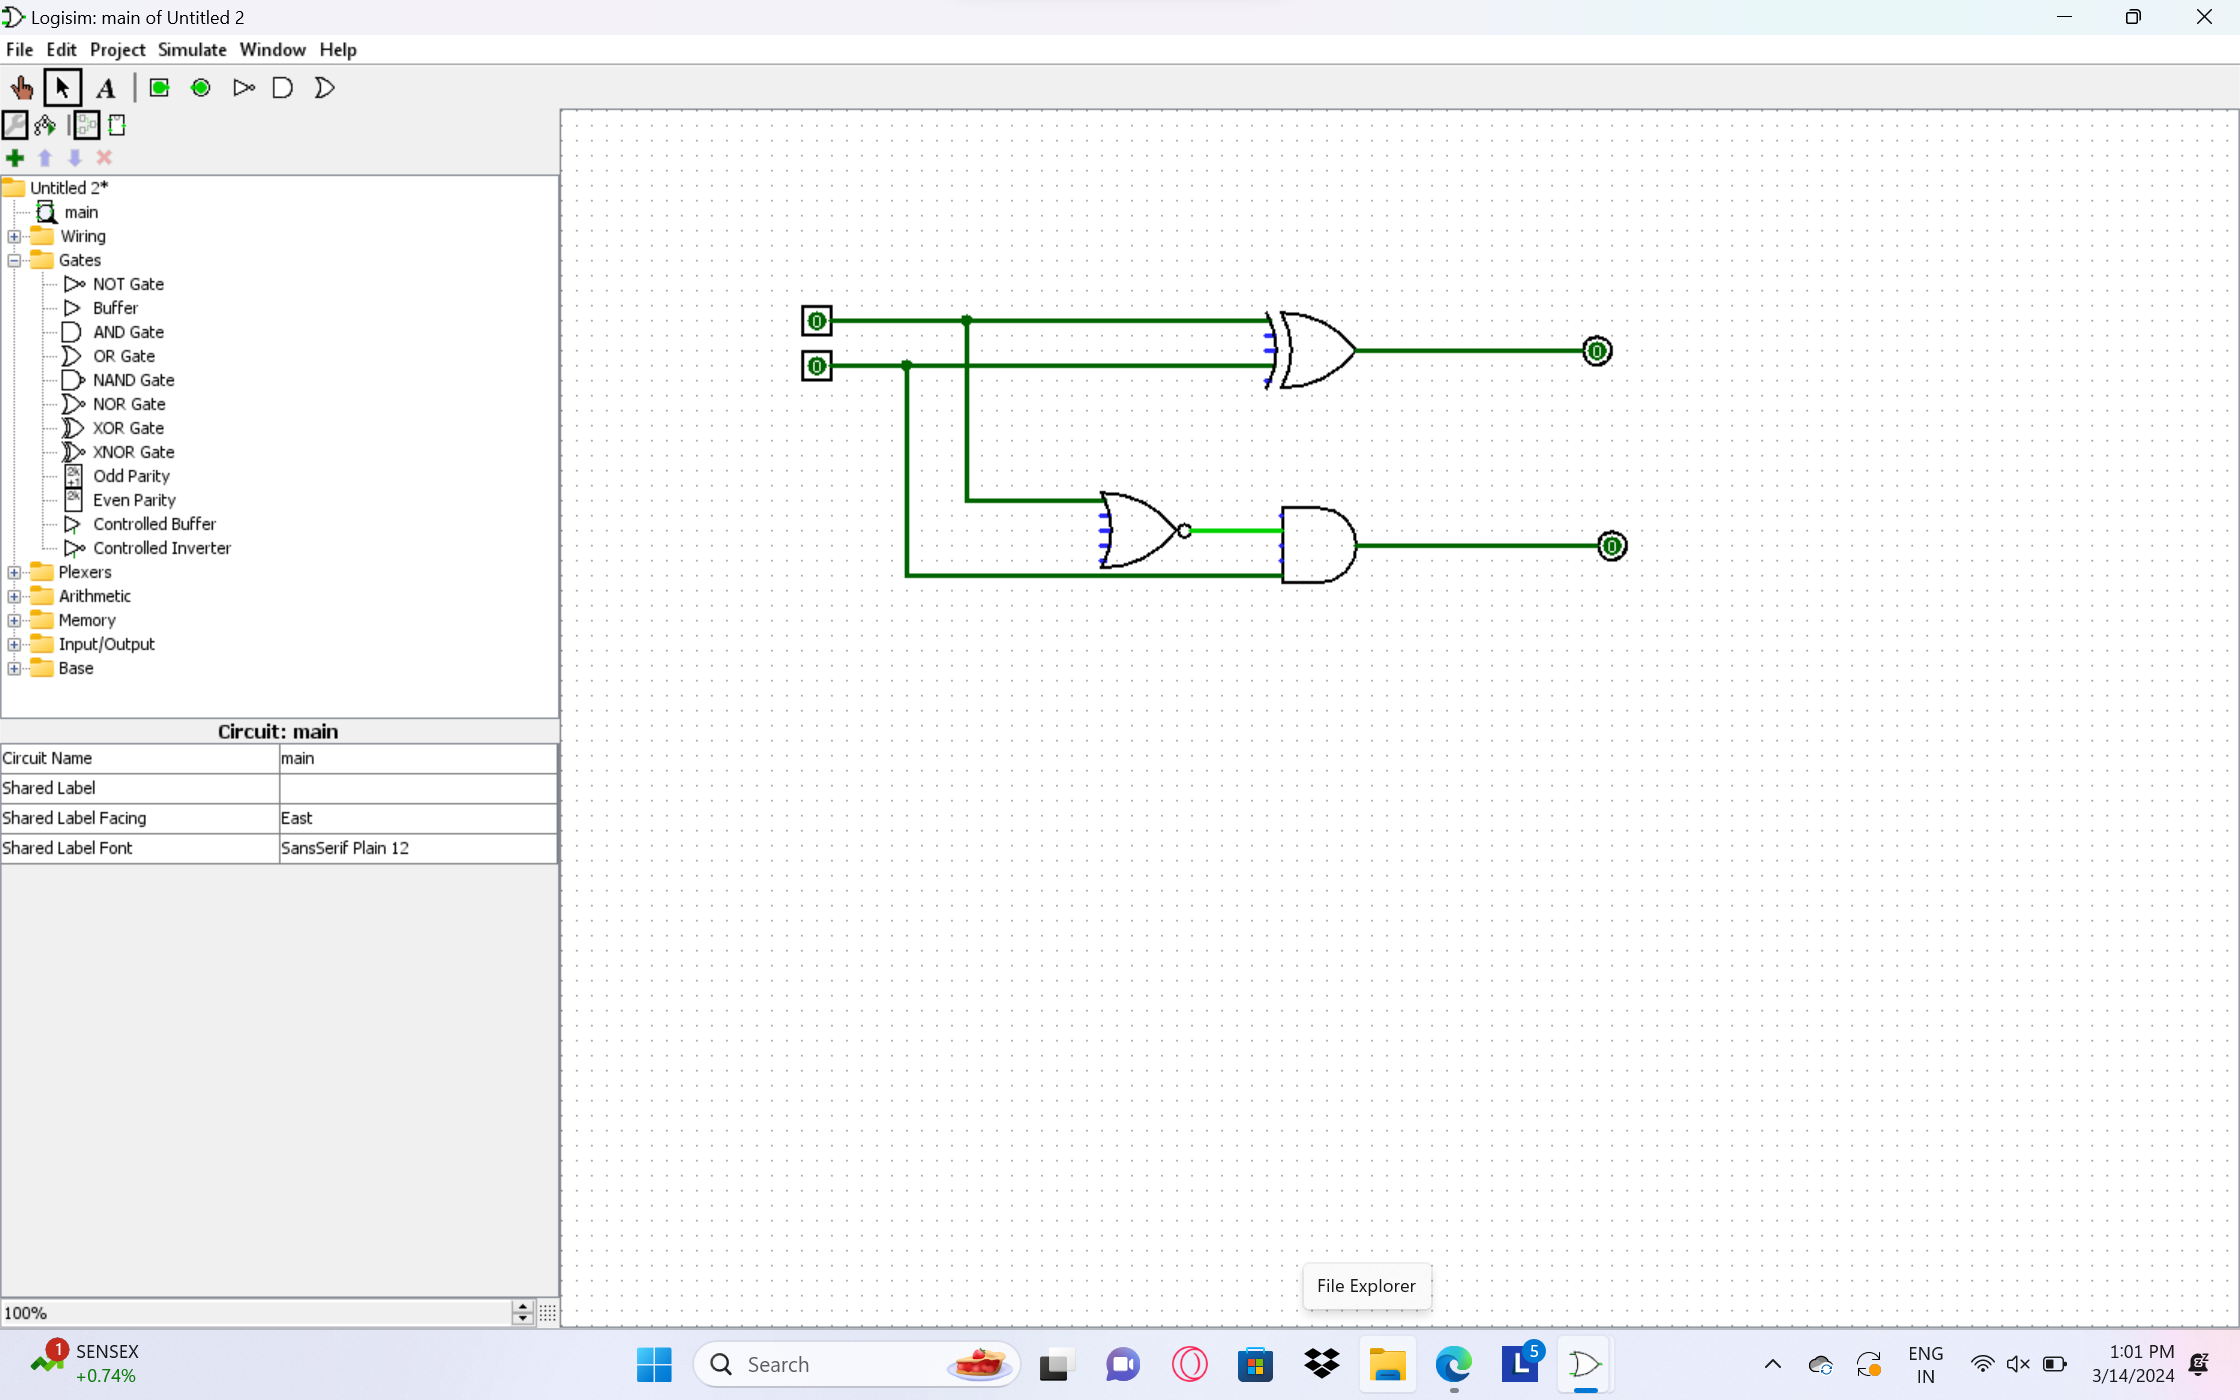 Logisim: main of Untitled 2
File Edit Project Simulate Window Help
A
Untitled 2*
main
Wiring
Gates
NOT Gate
Buffer
AND Gate
OR Gate
NAND Gate
NOR Gate
XOR Gate
XNOR Gate
2k
+1
Odd Parity
2k
Even Parity
Controlled Buffer
Controlled Inverter
Plexers
Arithmetic
Memory
Input/Output
Base
Circuit: main
Circuit Name main
Shared Label
Shared Label Facing East
Shared Label Font SansSerif Plain 12
100%
0
0
0
0
File Explorer
1
SENSEX
+0.74%
Search
L
5
ENG
IN
1:01 PM
3/14/2024